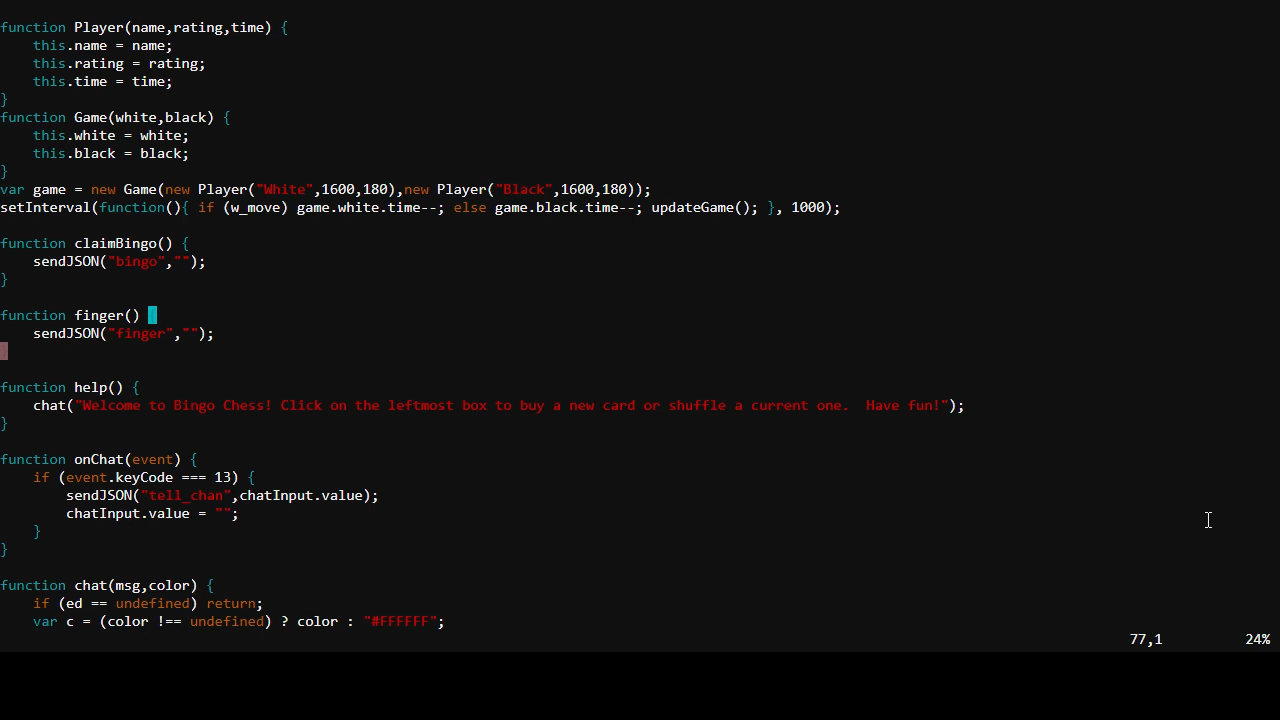 function Player(name,rating,time) {
    this.name = name;
    this.rating = rating;
    this.time = time;
}
function Game(white,black) {
    this.white = white;
    this.black = black;
}
var game = new Game(new Player("White",1600,180),new Player("Black",1600,180));
setInterval(function(){ if (w_move) game.white.time--; else game.black.time--; updateGame(); }, 1000);

function claimBingo() {
    sendJSON("bingo","");
}

function finger() {
    sendJSON("finger","");
}

function help() {
    chat("Welcome to Bingo Chess! Click on the leftmost box to buy a new card or shuffle a current one.  Have fun!");
}

function onChat(event) {
    if (event.keyCode === 13) {
        sendJSON("tell_chan",chatInput.value);
        chatInput.value = "";
    }
}

function chat(msg,color) {
    if (ed == undefined) return;
    var c = (color !== undefined) ? color : "#FFFFFF";
77,1 24%